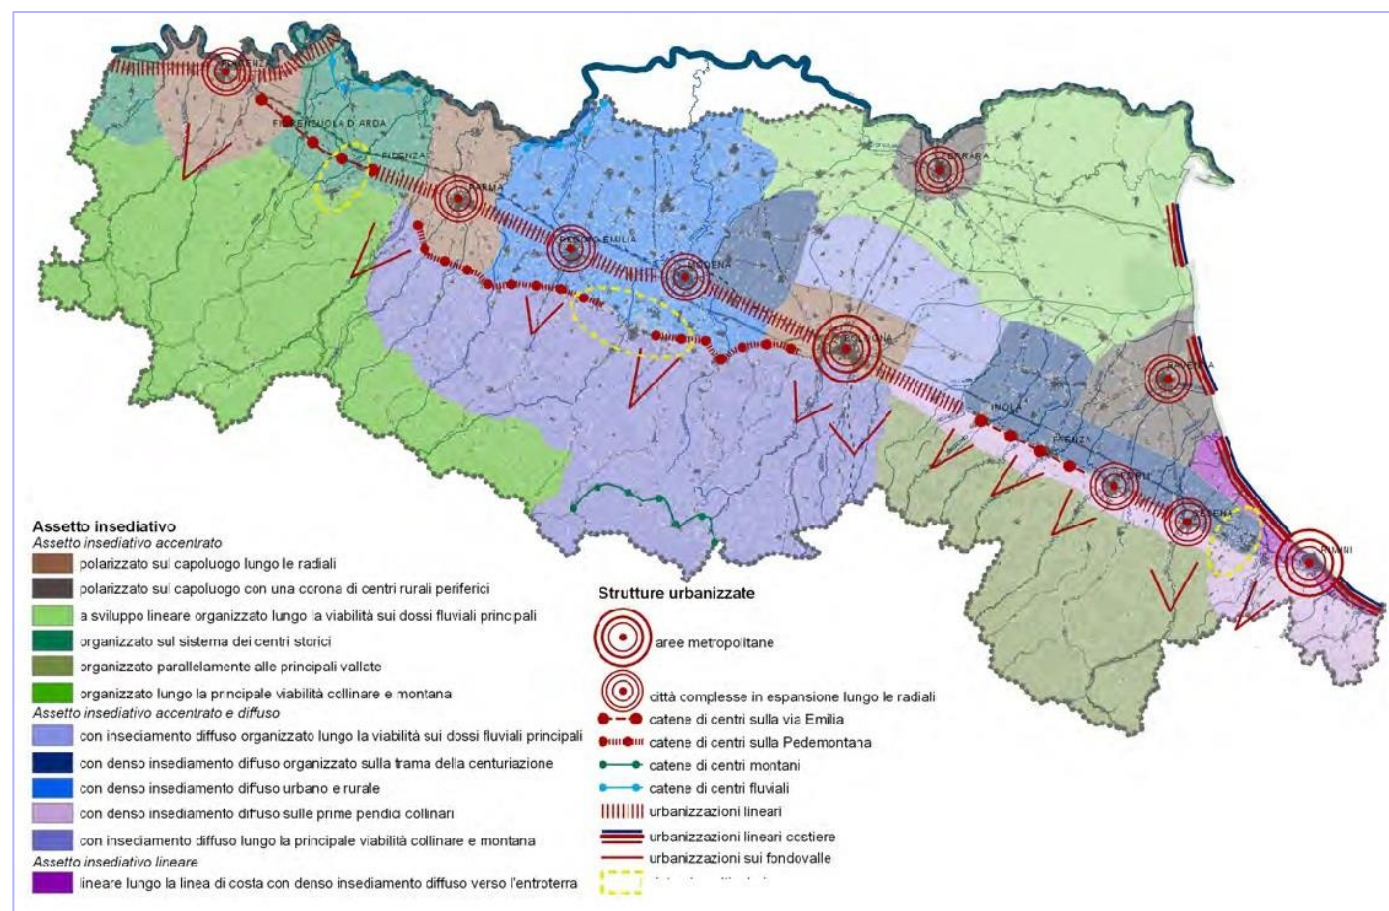 PIACENZA
FIORENZUOLA D'ARDA
FIDENZA
PARMA
REGGIO EMILIA
MODENA
FERRARA
BOLOGNA
RAVENNA
IMOLA
FAENZA
FORLI'
CESENA
RIMINI
Assetto insediativo
Assetto insediativo accentrato
polarizzato sul capoluogo lungo le radiali
polarizzato sul capoluogo con una corona di centri rurali periferici
a sviluppo lineare organizzato lungo la viabilità sui dossi fluviali principali
organizzato sul sistema dei centri storici
organizzato parallelamente alle principali vallate
organizzato lungo la principale viabilità collinare e montana
Assetto insediativo accentrato e diffuso
con insediamento diffuso organizzato lungo la viabilità sui dossi fluviali principali
con denso insediamento diffuso organizzato sulla trama della centuriazione
con denso insediamento diffuso urbano e rurale
con denso insediamento diffuso sulle prime pendici collinari
con insediamento diffuso lungo la principale viabilità collinare e montana
Assetto insediativo lineare
lineare lungo la linea di costa con denso insediamento diffuso verso l'entroterra
Strutture urbanizzate
aree metropolitane
città complesse in espansione lungo le radiali
catene di centri sulla via Emilia
catene di centri sulla Pedemontana
catene di centri montani
catene di centri fluviali
urbanizzazioni lineari
urbanizzazioni lineari costiere
urbanizzazioni sui fondovalle